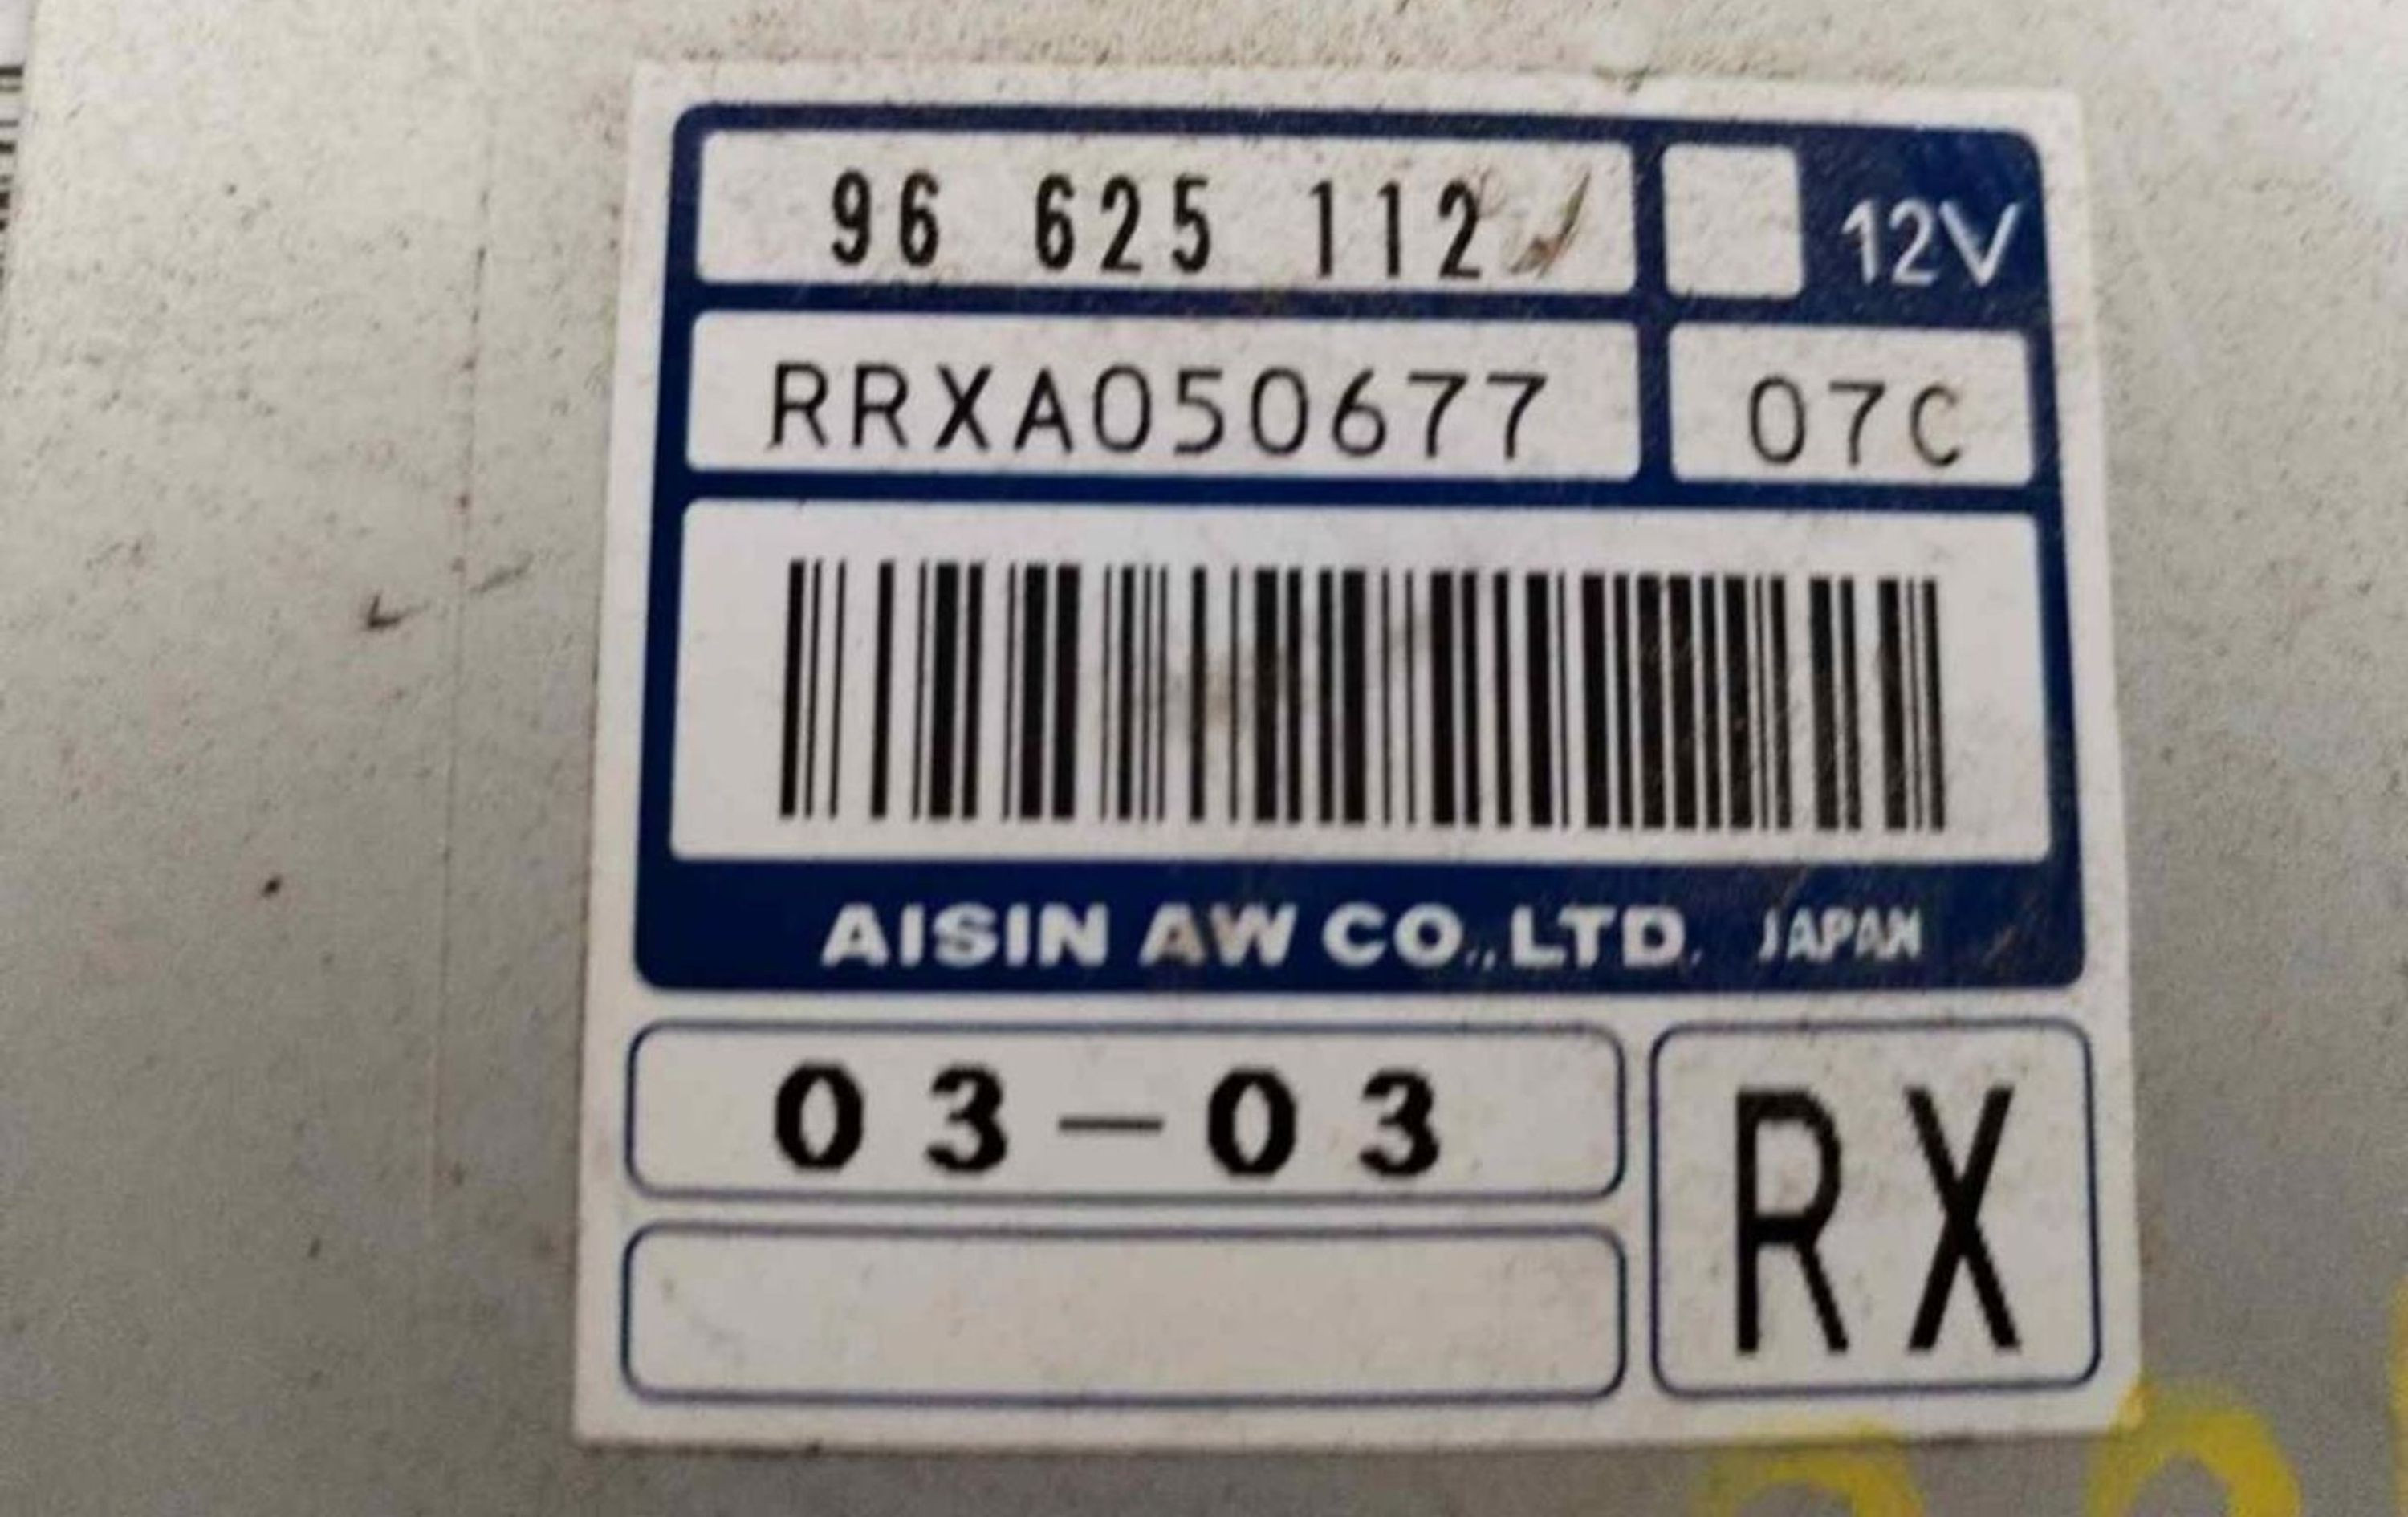 96 625 112
12V
RRXA050677
07C
AISIN AW CO.,LTD. JAPAN
03-03
RX